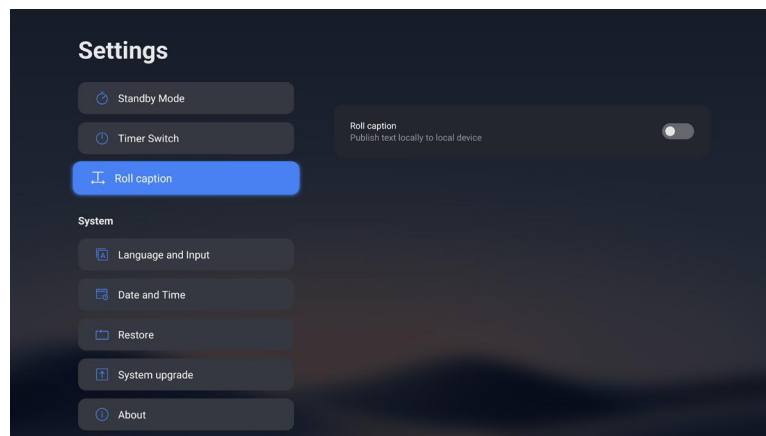 Settings
Standby Mode
Timer Switch
Roll caption
Roll caption
Publish text locally to local device
System
Language and Input
Date and Time
Restore
System upgrade
About